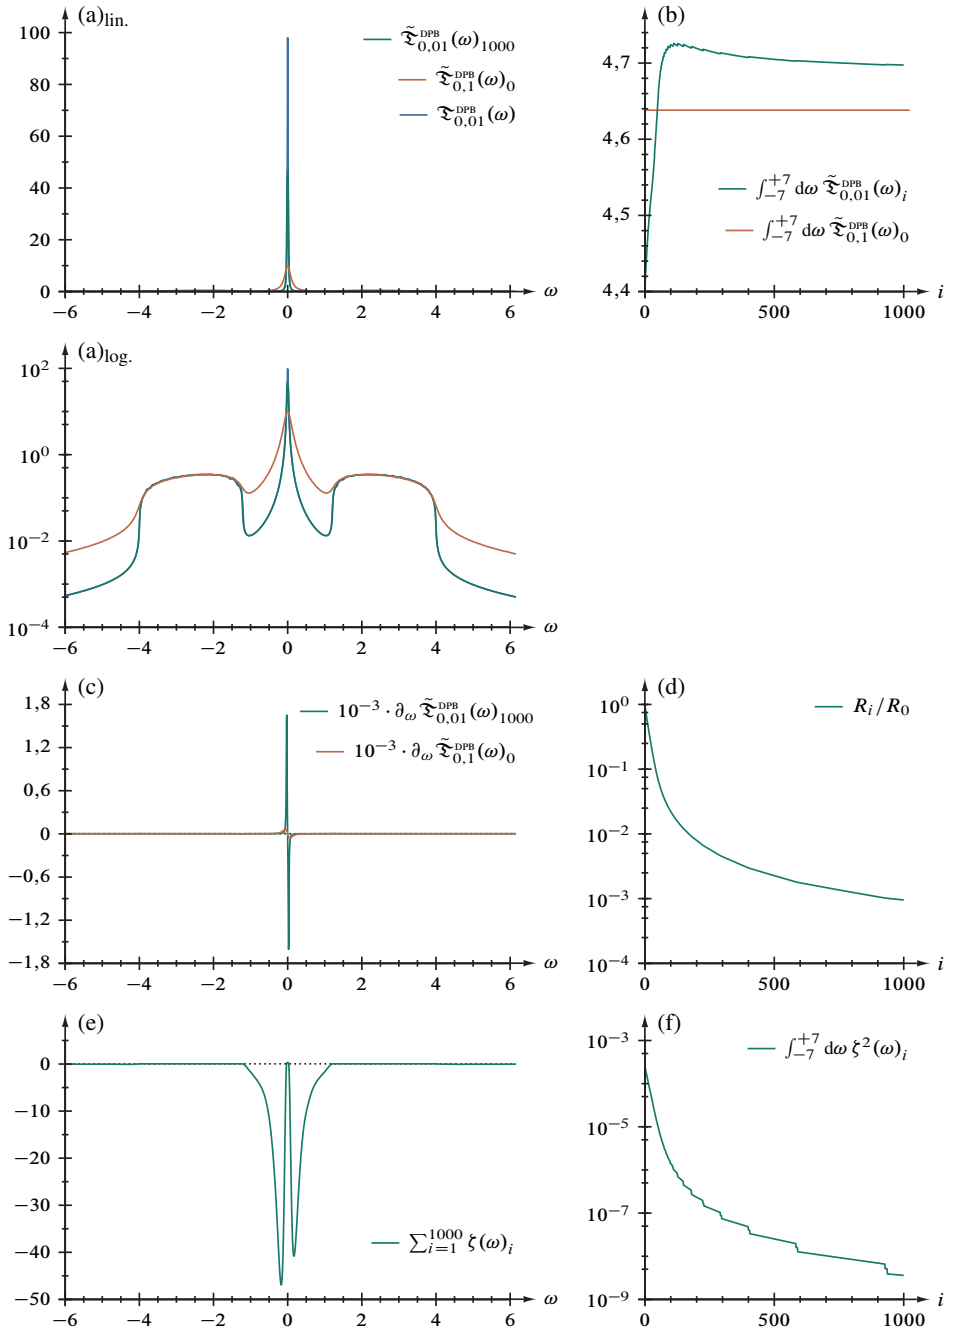 (a)lin.
100
80
60
40
20
0
𝔗̃^DPB_0,01(ω)_1000
𝔗̃^DPB_0,1(ω)_0
𝔗^DPB_0,01(ω)
−6 −4 −2 0 2 4 6 ω
(b)
4,7
4,6
4,5
4,4
∫_−7^+7 dω 𝔗̃^DPB_0,01(ω)_i
∫_−7^+7 dω 𝔗̃^DPB_0,1(ω)_0
0 500 1000 i
(a)log.
10^2
10^0
10^−2
10^−4
−6 −4 −2 0 2 4 6 ω
(c)
1,8
1,2
0,6
0
−0,6
−1,2
−1,8
10^−3 · ∂_ω 𝔗̃^DPB_0,01(ω)_1000
10^−3 · ∂_ω 𝔗̃^DPB_0,1(ω)_0
−6 −4 −2 0 2 4 6 ω
(d)
10^0
10^−1
10^−2
10^−3
10^−4
R_i/R_0
0 500 1000 i
(e)
0
−10
−20
−30
−40
−50
∑_i=1^1000 ζ(ω)_i
−6 −4 −2 0 2 4 6 ω
(f)
10^−3
10^−5
10^−7
10^−9
∫_−7^+7 dω ζ^2(ω)_i
0 500 1000 i